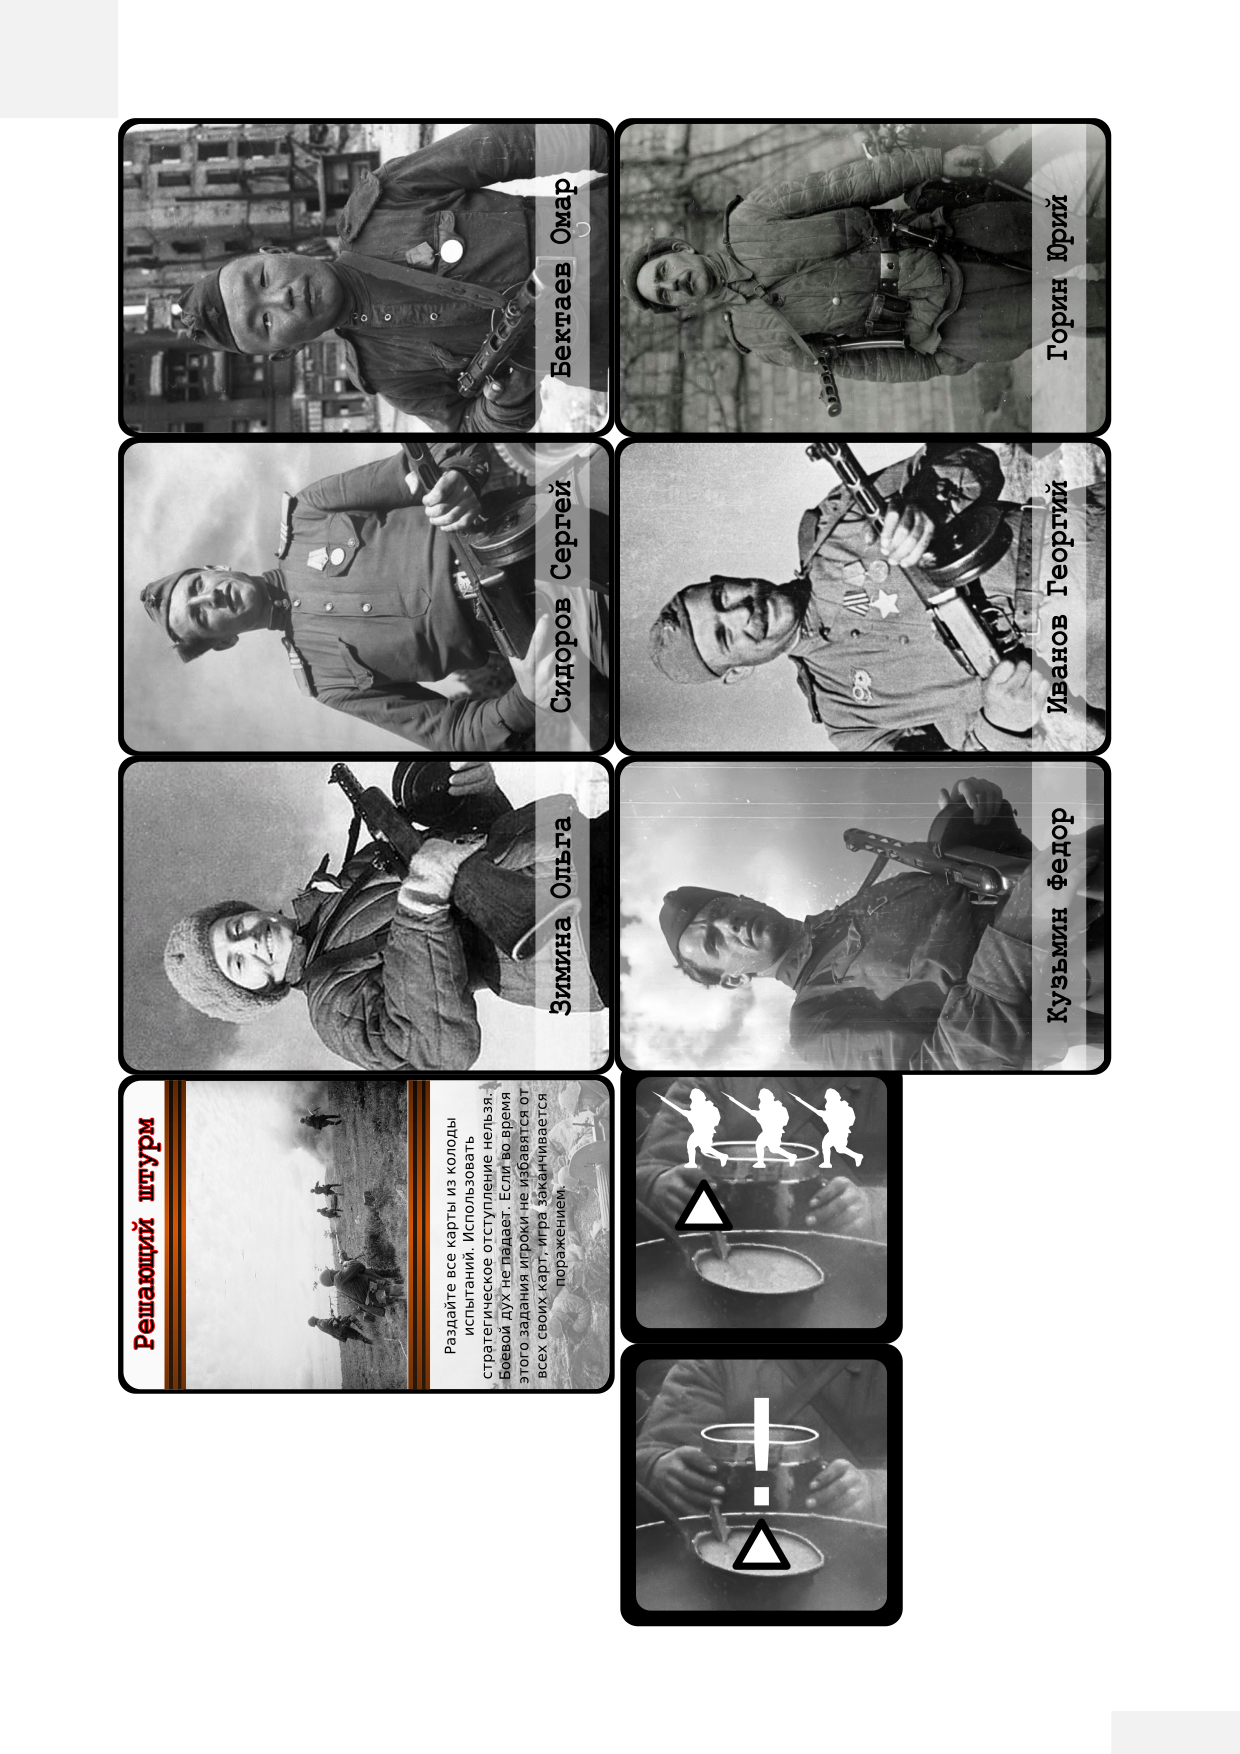 Бектаев Омар
Горин Юрий
Сидоров Сергей
Иванов Георгий
Зимина Ольга
Кузьмин Федор
Решающий штурм
Раздайте все карты из колоды
испытаний. Использовать
стратегическое отступление нельзя.
Боевой дух не падает. Если во время
этого задания игроки не избавятся от
всех своих карт, игра заканчивается
поражением.
!